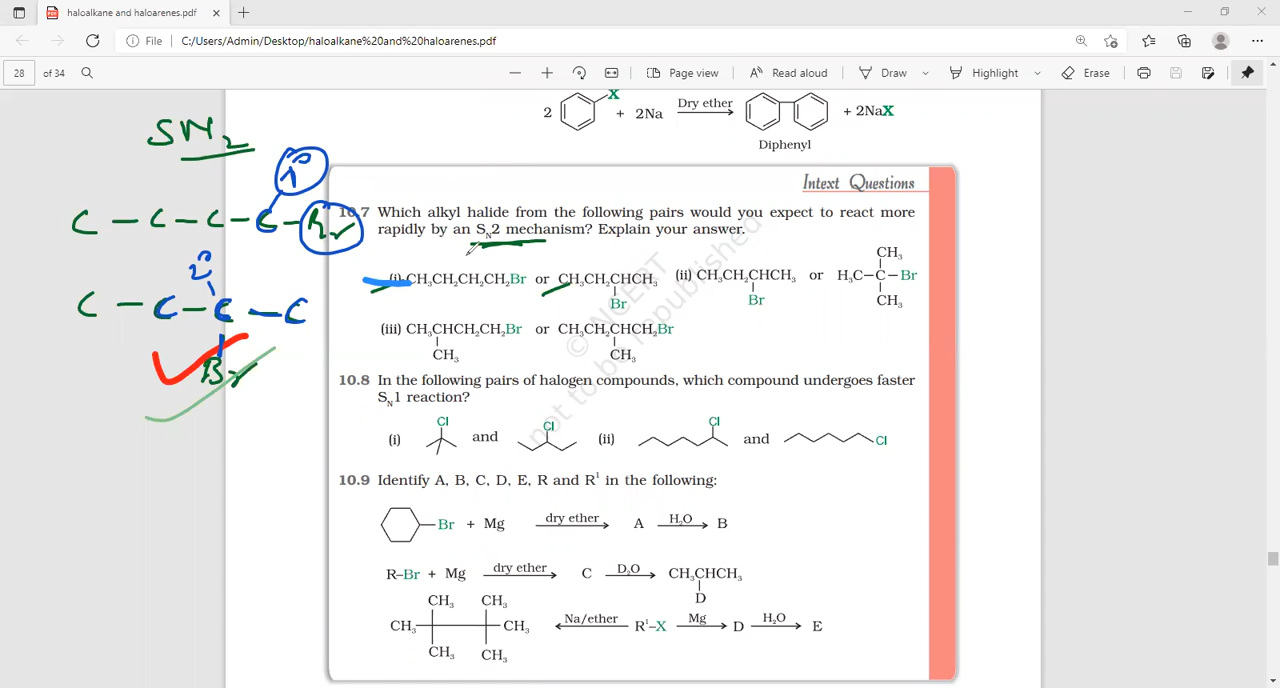 haloalkane and haloarenes.pdf
File C:/Users/Admin/Desktop/haloalkane%20and%20haloarenes.pdf
28 of 34 Page view Read aloud Draw Highlight Erase
X
2 + 2Na Dry ether + 2NaX
Diphenyl
SN2
1°
C – C – C – C – Br
2°
C – C – C – C
Br
Intext Questions
10.7 Which alkyl halide from the following pairs would you expect to react more
rapidly by an SN2 mechanism? Explain your answer.
(i) CH3CH2CH2CH2Br or CH3CH2CHCH3 (ii) CH3CH2CHCH3 or H3C–C–Br
Br Br CH3 CH3
(iii) CH3CHCH2CH2Br or CH3CH2CHCH2Br
CH3 CH3
10.8 In the following pairs of halogen compounds, which compound undergoes faster
SN1 reaction?
(i) Cl and Cl (ii) Cl and Cl
10.9 Identify A, B, C, D, E, R and R1 in the following:
Br + Mg dry ether A H2O B
R–Br + Mg dry ether C D2O CH3CHCH3
D
CH3 CH3
CH3 CH3 Na/ether R1–X Mg D H2O E
CH3 CH3
© NCERT
not to be republished